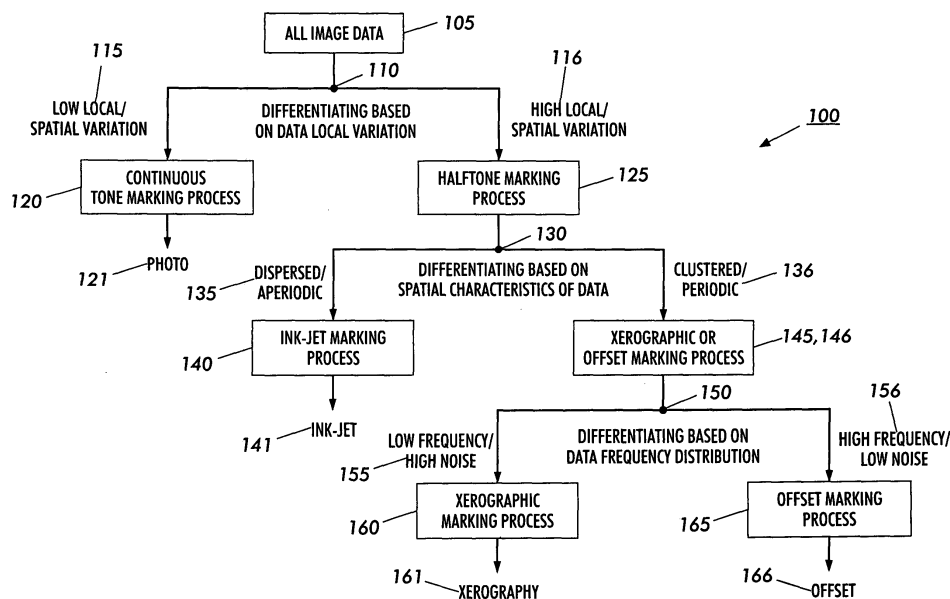 ALL IMAGE DATA
105
115
110
116
LOW LOCAL/
SPATIAL VARIATION
DIFFERENTIATING BASED
ON DATA LOCAL VARIATION
HIGH LOCAL/
SPATIAL VARIATION
100
CONTINUOUS
TONE MARKING PROCESS
120
HALFTONE MARKING
PROCESS
125
130
121
PHOTO
135
DISPERSED/
APERIODIC
DIFFERENTIATING BASED ON
SPATIAL CHARACTERISTICS OF DATA
CLUSTERED/
PERIODIC
136
INK-JET MARKING
PROCESS
140
XEROGRAPHIC OR
OFFSET MARKING PROCESS
145,146
150
156
141
INK-JET
LOW FREQUENCY/
HIGH NOISE
155
DIFFERENTIATING BASED ON
DATA FREQUENCY DISTRIBUTION
HIGH FREQUENCY/
LOW NOISE
XEROGRAPHIC
MARKING PROCESS
160
OFFSET MARKING
PROCESS
165
161
XEROGRAPHY
166
OFFSET